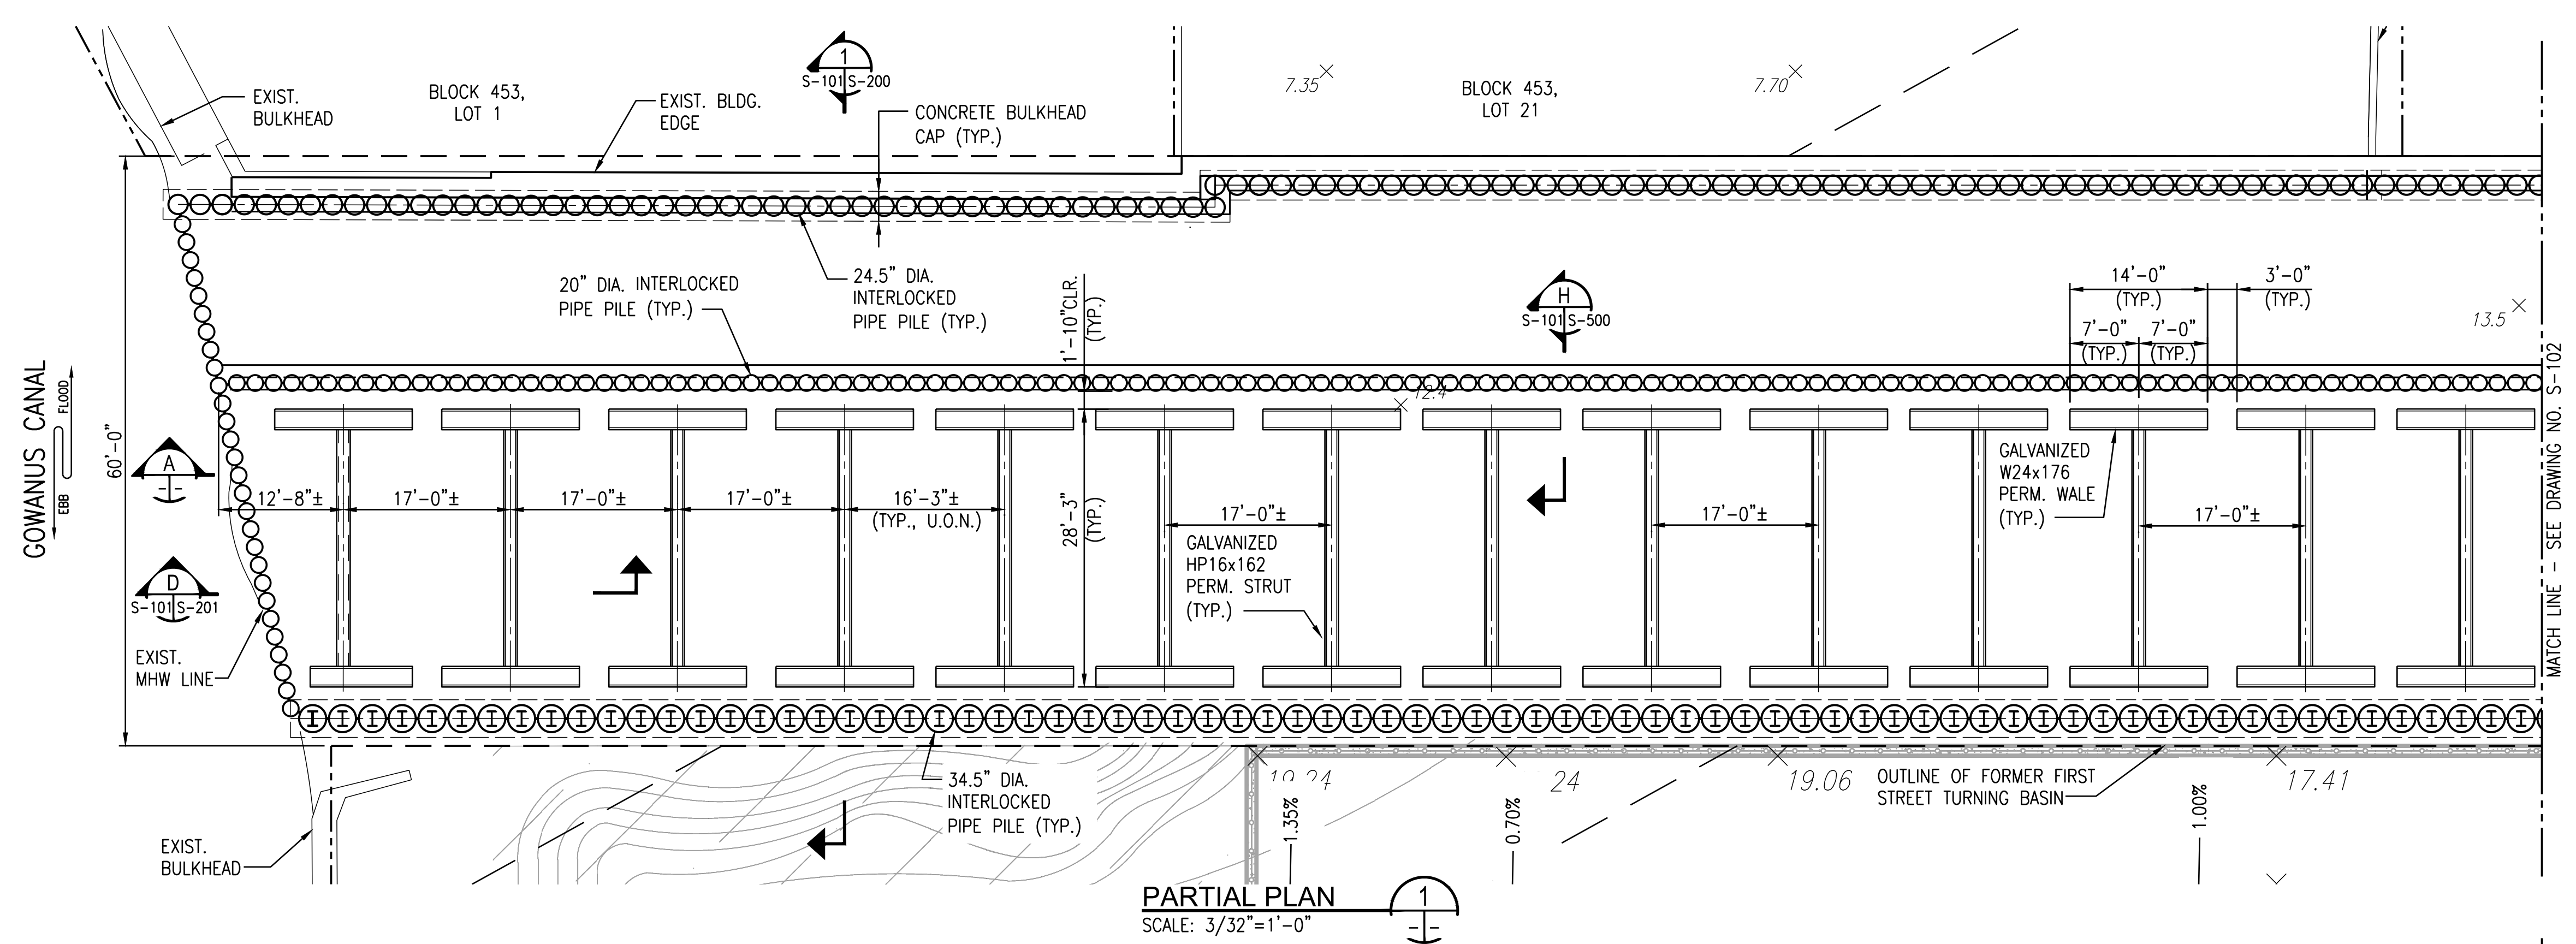 1
S-101 S-200
EXIST.
BULKHEAD
BLOCK 453,
LOT 1
EXIST. BLDG.
EDGE
CONCRETE BULKHEAD
CAP (TYP.)
7.35
BLOCK 453,
LOT 21
7.70
20" DIA. INTERLOCKED
PIPE PILE (TYP.)
24.5" DIA.
INTERLOCKED
PIPE PILE (TYP.)
1'-10"CLR.
(TYP.)
H
S-101 S-500
14'-0"
(TYP.)
3'-0"
(TYP.)
7'-0"
(TYP.)
7'-0"
(TYP.)
13.5
12.4
GOWANUS CANAL
EBB
FLOOD
60'-0"
A
D
S-101 S-201
12'-8"±
17'-0"±
17'-0"±
17'-0"±
16'-3"±
(TYP., U.O.N.)
28'-3"
(TYP.)
17'-0"±
GALVANIZED
HP16x162
PERM. STRUT
(TYP.)
17'-0"±
GALVANIZED
W24x176
PERM. WALE
(TYP.)
17'-0"±
MATCH LINE - SEE DRAWING NO. S-102
EXIST.
MHW LINE
EXIST.
BULKHEAD
34.5" DIA.
INTERLOCKED
PIPE PILE (TYP.)
24
19.06
OUTLINE OF FORMER FIRST
STREET TURNING BASIN
17.41
1.35%
0.70%
1.00%
PARTIAL PLAN
1
SCALE: 3/32"=1'-0"